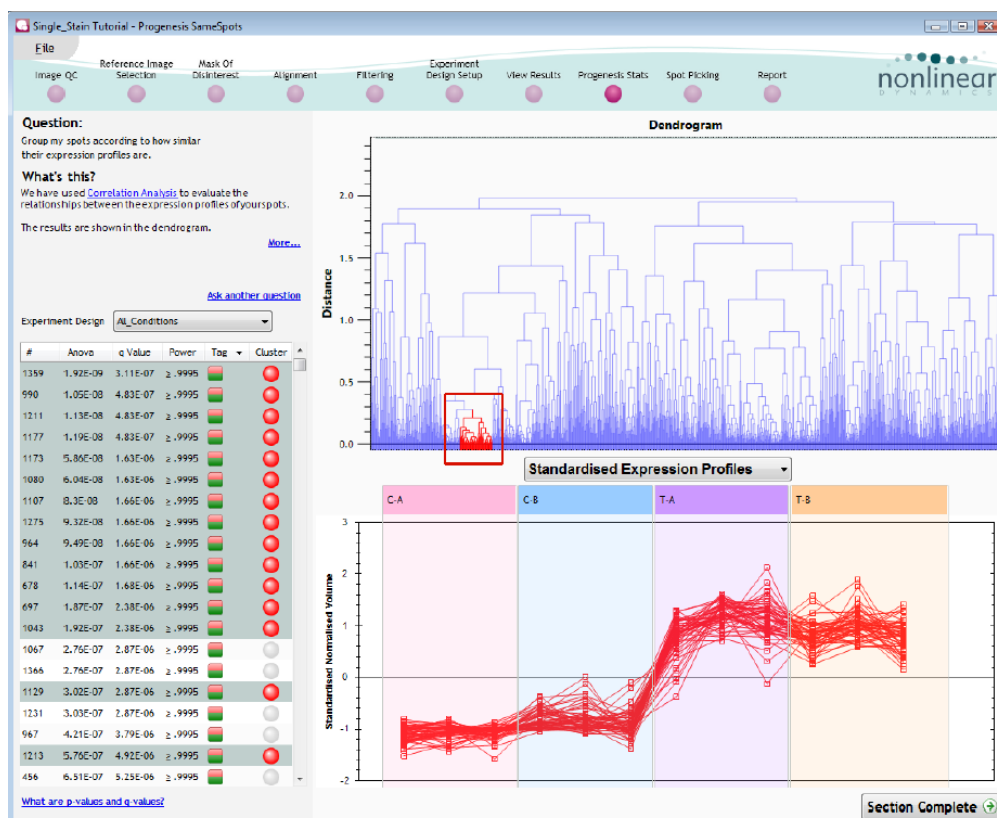 Single_Stain Tutorial - Progenesis SameSpots
File
Image QC
Reference Image Selection
Mask Of Disinterest
Alignment
Filtering
Experiment Design Setup
View Results
Progenesis Stats
Spot Picking
Report
nonlinear
DYNAMICS
Question:
Group my spots according to how similar
their expression profiles are.
What's this?
We have used Correlation Analysis to evaluate the
relationships between the expression profiles of your spots.
The results are shown in the dendrogram.
More...
Ask another question
Experiment Design All_Conditions
# Anova q Value Power Tag Cluster
1359 1.92E-09 3.11E-07 ≥ .9995
990 1.05E-08 4.83E-07 ≥ .9995
1211 1.13E-08 4.83E-07 ≥ .9995
1177 1.19E-08 4.83E-07 ≥ .9995
1173 5.86E-08 1.63E-07 ≥ .9995
1080 6.04E-08 1.63E-06 ≥ .9995
1107 8.3E-08 1.66E-06 ≥ .9995
1275 9.32E-08 1.66E-06 ≥ .9995
964 9.49E-08 1.66E-06 ≥ .9995
841 1.03E-07 1.66E-06 ≥ .9995
678 1.14E-07 1.68E-06 ≥ .9995
697 1.87E-07 2.38E-06 ≥ .9995
1043 1.92E-07 2.38E-06 ≥ .9995
1067 2.76E-07 2.87E-06 ≥ .9995
1366 2.76E-07 2.87E-06 ≥ .9995
1129 3.02E-07 2.87E-06 ≥ .9995
1231 3.03E-07 2.87E-06 ≥ .9995
967 4.21E-07 3.79E-06 ≥ .9995
1213 5.76E-07 4.92E-06 ≥ .9995
456 6.51E-07 5.25E-06 ≥ .9995
What are p-values and q-values?
Dendrogram
Distance
2.0
1.5
1.0
0.5
0.0
Standardised Expression Profiles
C-A
C-B
T-A
T-B
Standardised Normalised Volume
3
2
1
0
-1
-2
Section Complete